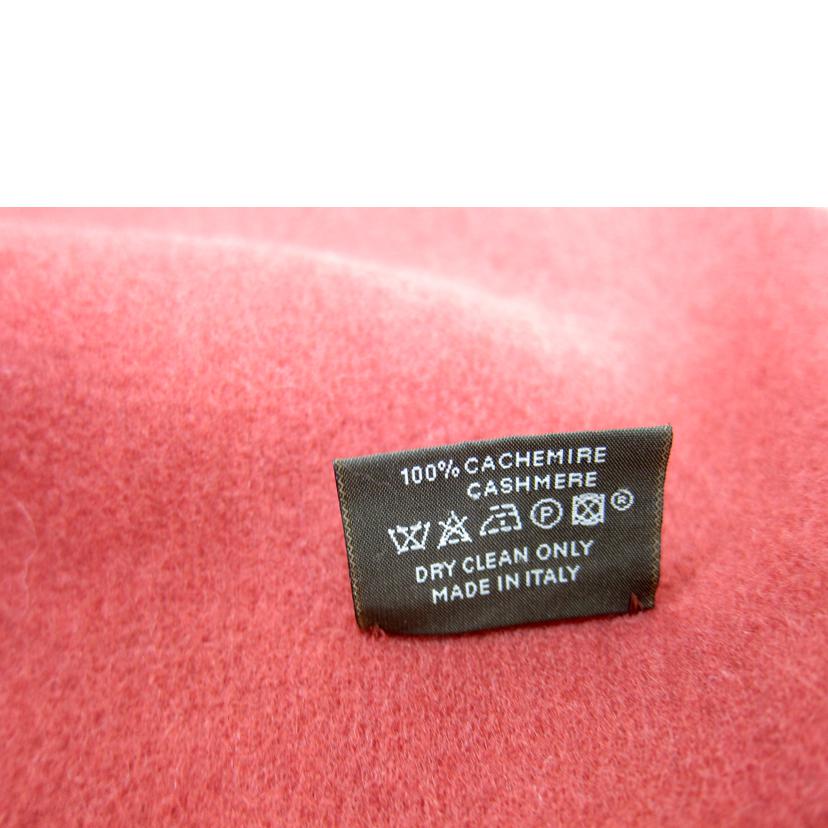 100% CACHEMIRE
CASHMERE
P ®
DRY CLEAN ONLY
MADE IN ITALY